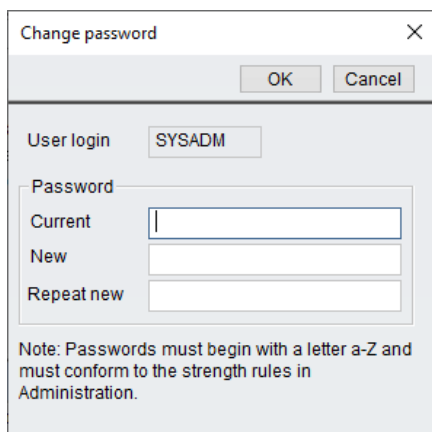 Change password
OK Cancel
User login SYSADM
Password
Current
New
Repeat new
Note: Passwords must begin with a letter a-Z and
must conform to the strength rules in
Administration.